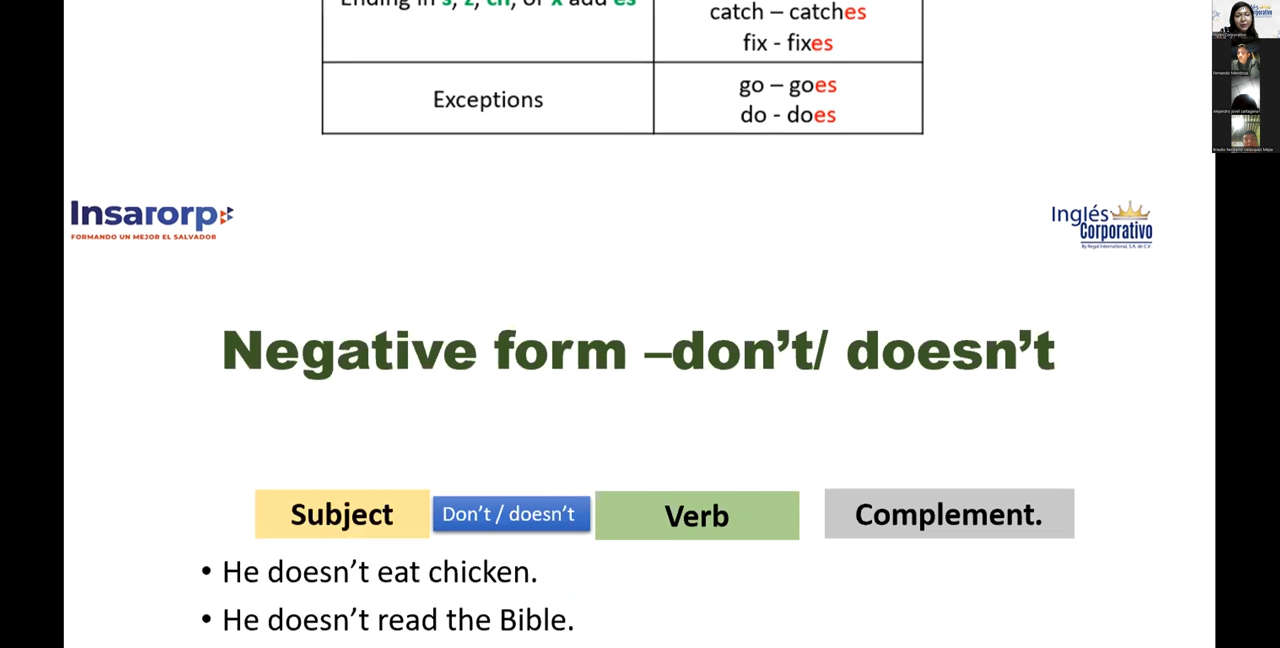 Ending in s, z, ch, or x add es
catch – catches
fix - fixes
Exceptions
go – goes
do - does
Insarorp
FORMANDO UN MEJOR EL SALVADOR
Inglés
Corporativo
By Regal International, S.A. de C.V.
Negative form –don't/ doesn't
Subject
Don't / doesn't
Verb
Complement.
• He doesn't eat chicken.
• He doesn't read the Bible.
Fernando Mendoza